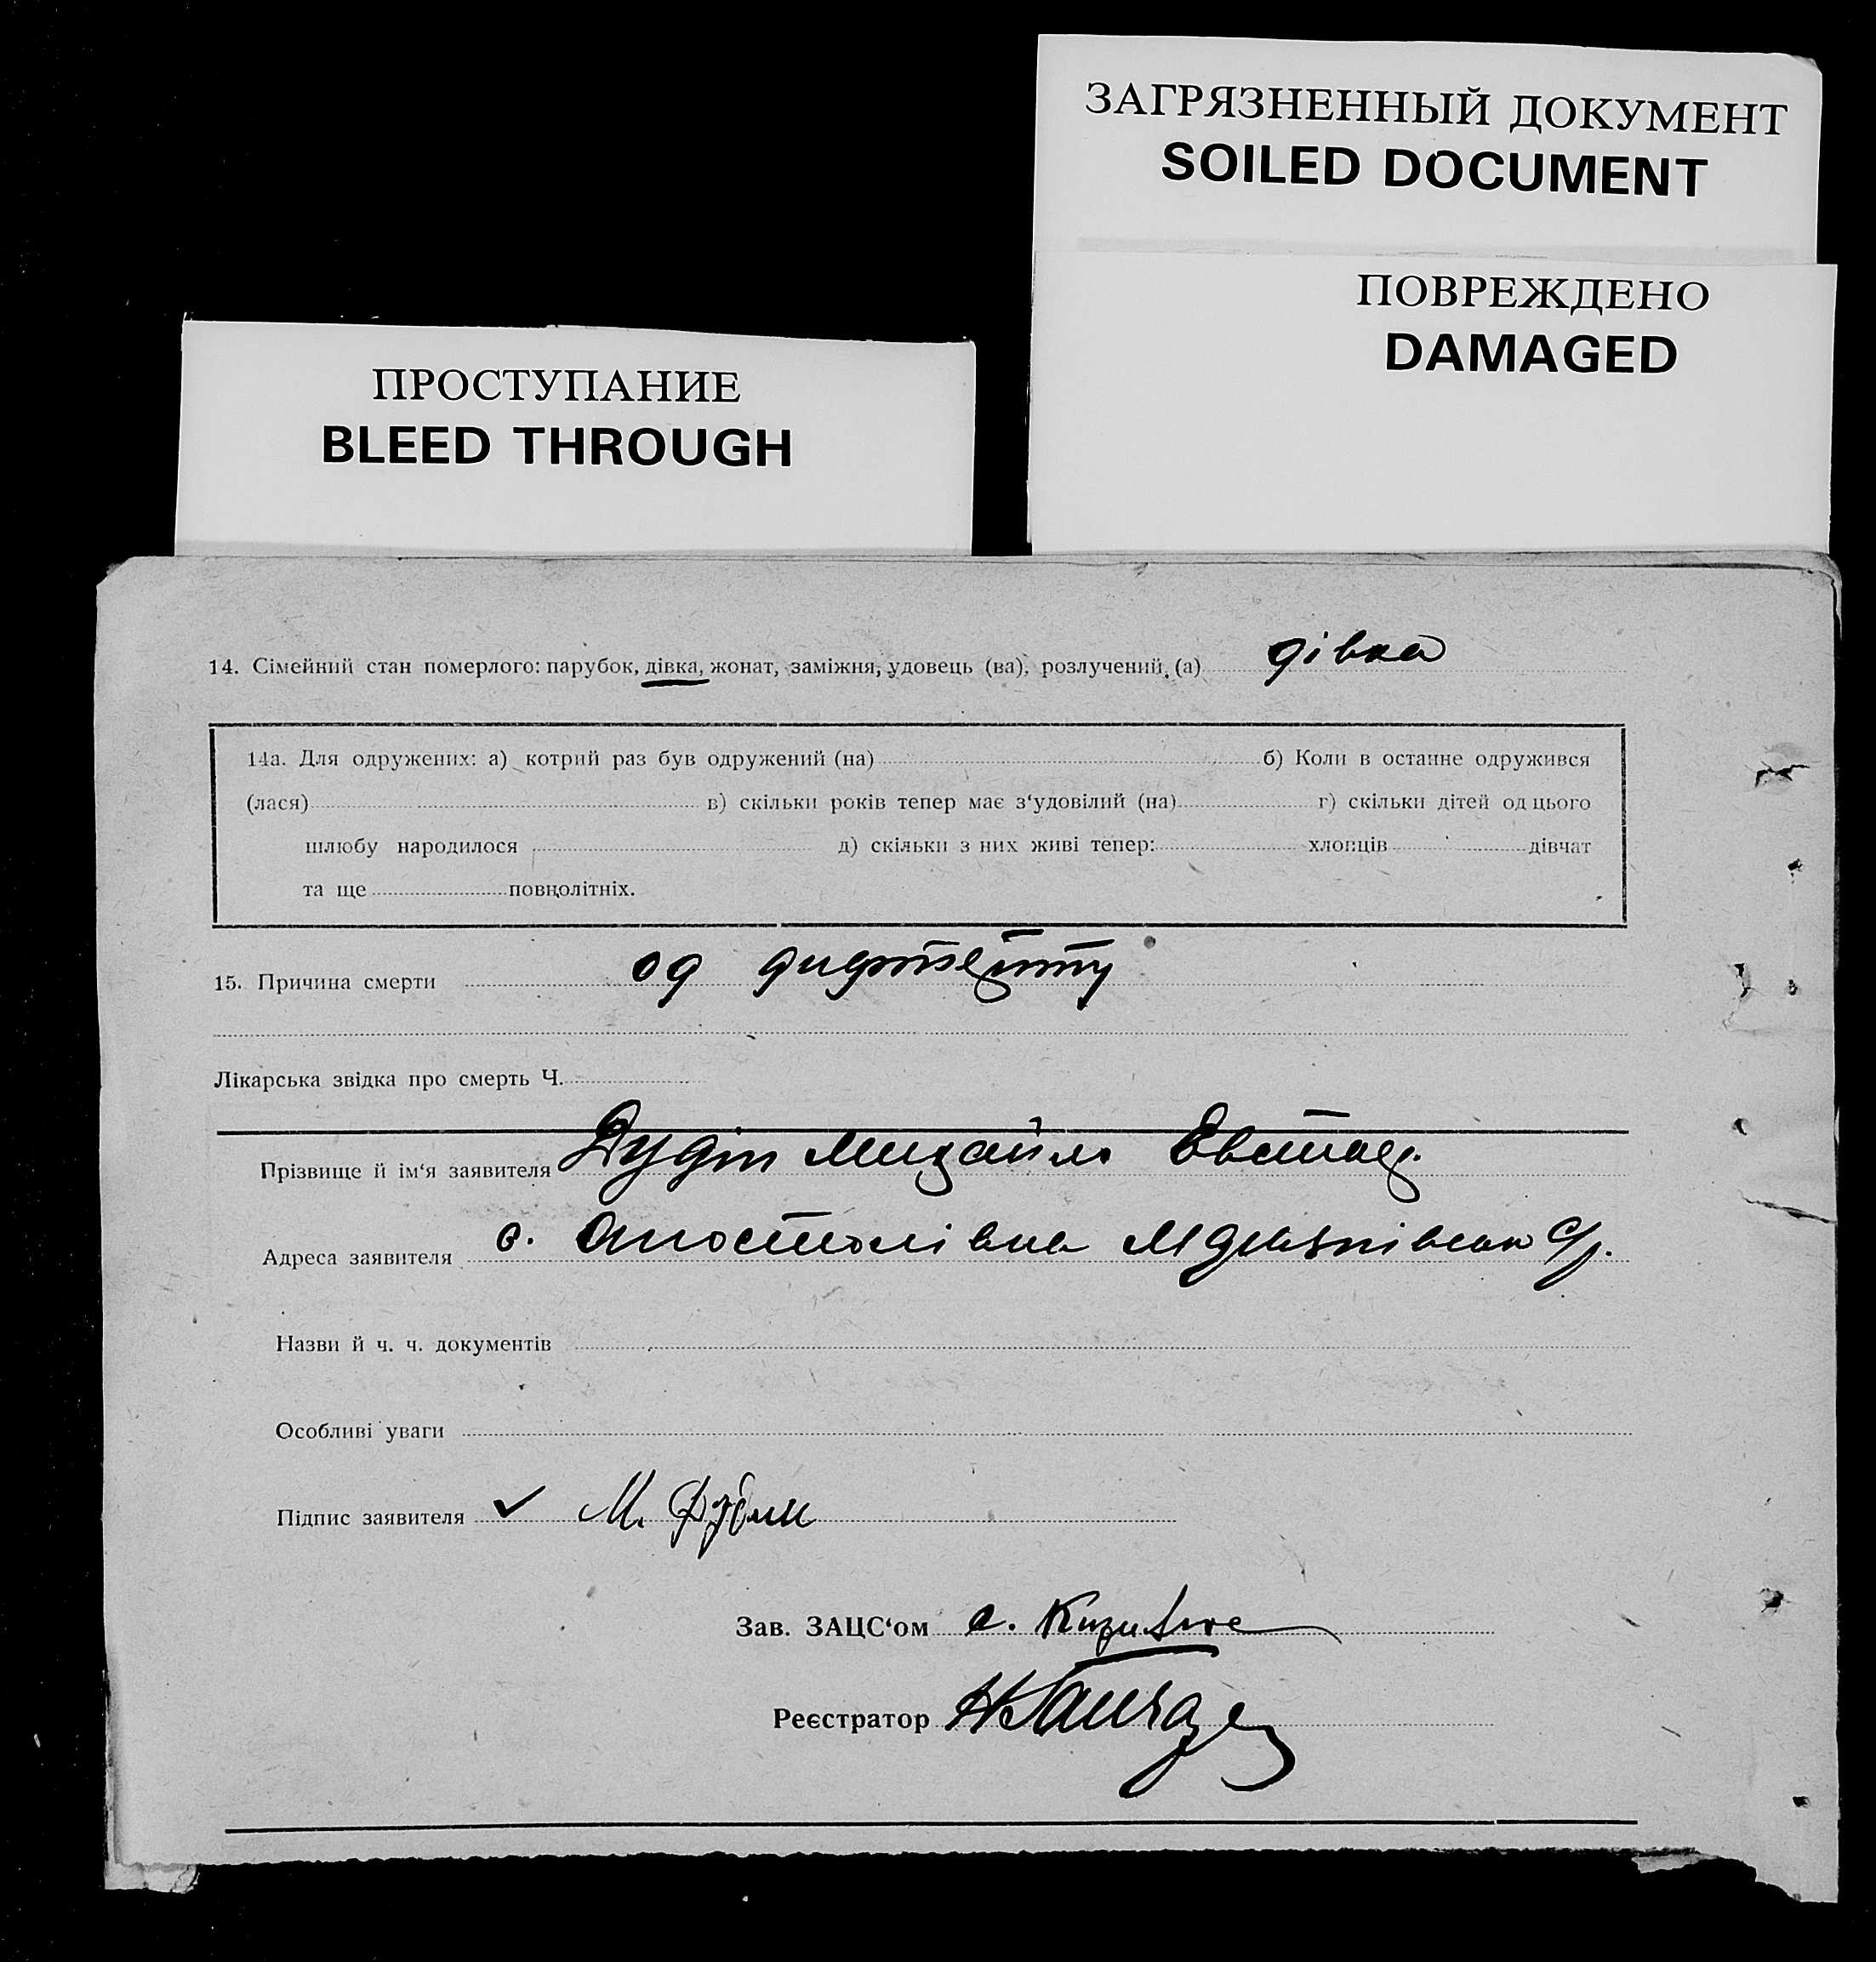 ЗАГРЯЗНЕННЫЙ ДОКУМЕНТ
SOILED DOCUMENT
ПОВРЕЖДЕНО
DAMAGED
ПРОСТУПАНИЕ
BLEED THROUGH
14. Сімейний стан померлого: парубок, дівка, жонат, заміжня, удовець (ва), розлучений (а) дівка
14а. Для одружених: а) котрий раз був одружений (на) б) Коли в останнє одружився
(лася) в) скільки років тепер має з‘удовілий (на) г) скільки дітей од цього
шлюбу народилося д) скільки з них живі тепер: хлопців дівчат
та ще повнолітніх.
15. Причина смерти од
Лікарська звідка про смерть Ч.
Прізвище й ім‘я заявителя Михайло
Адреса заявителя с. Апостолівка
Назви й ч. ч. документів
Особливі уваги
Підпис заявителя М.
Зав. ЗАЦС‘ом
Реєстратор